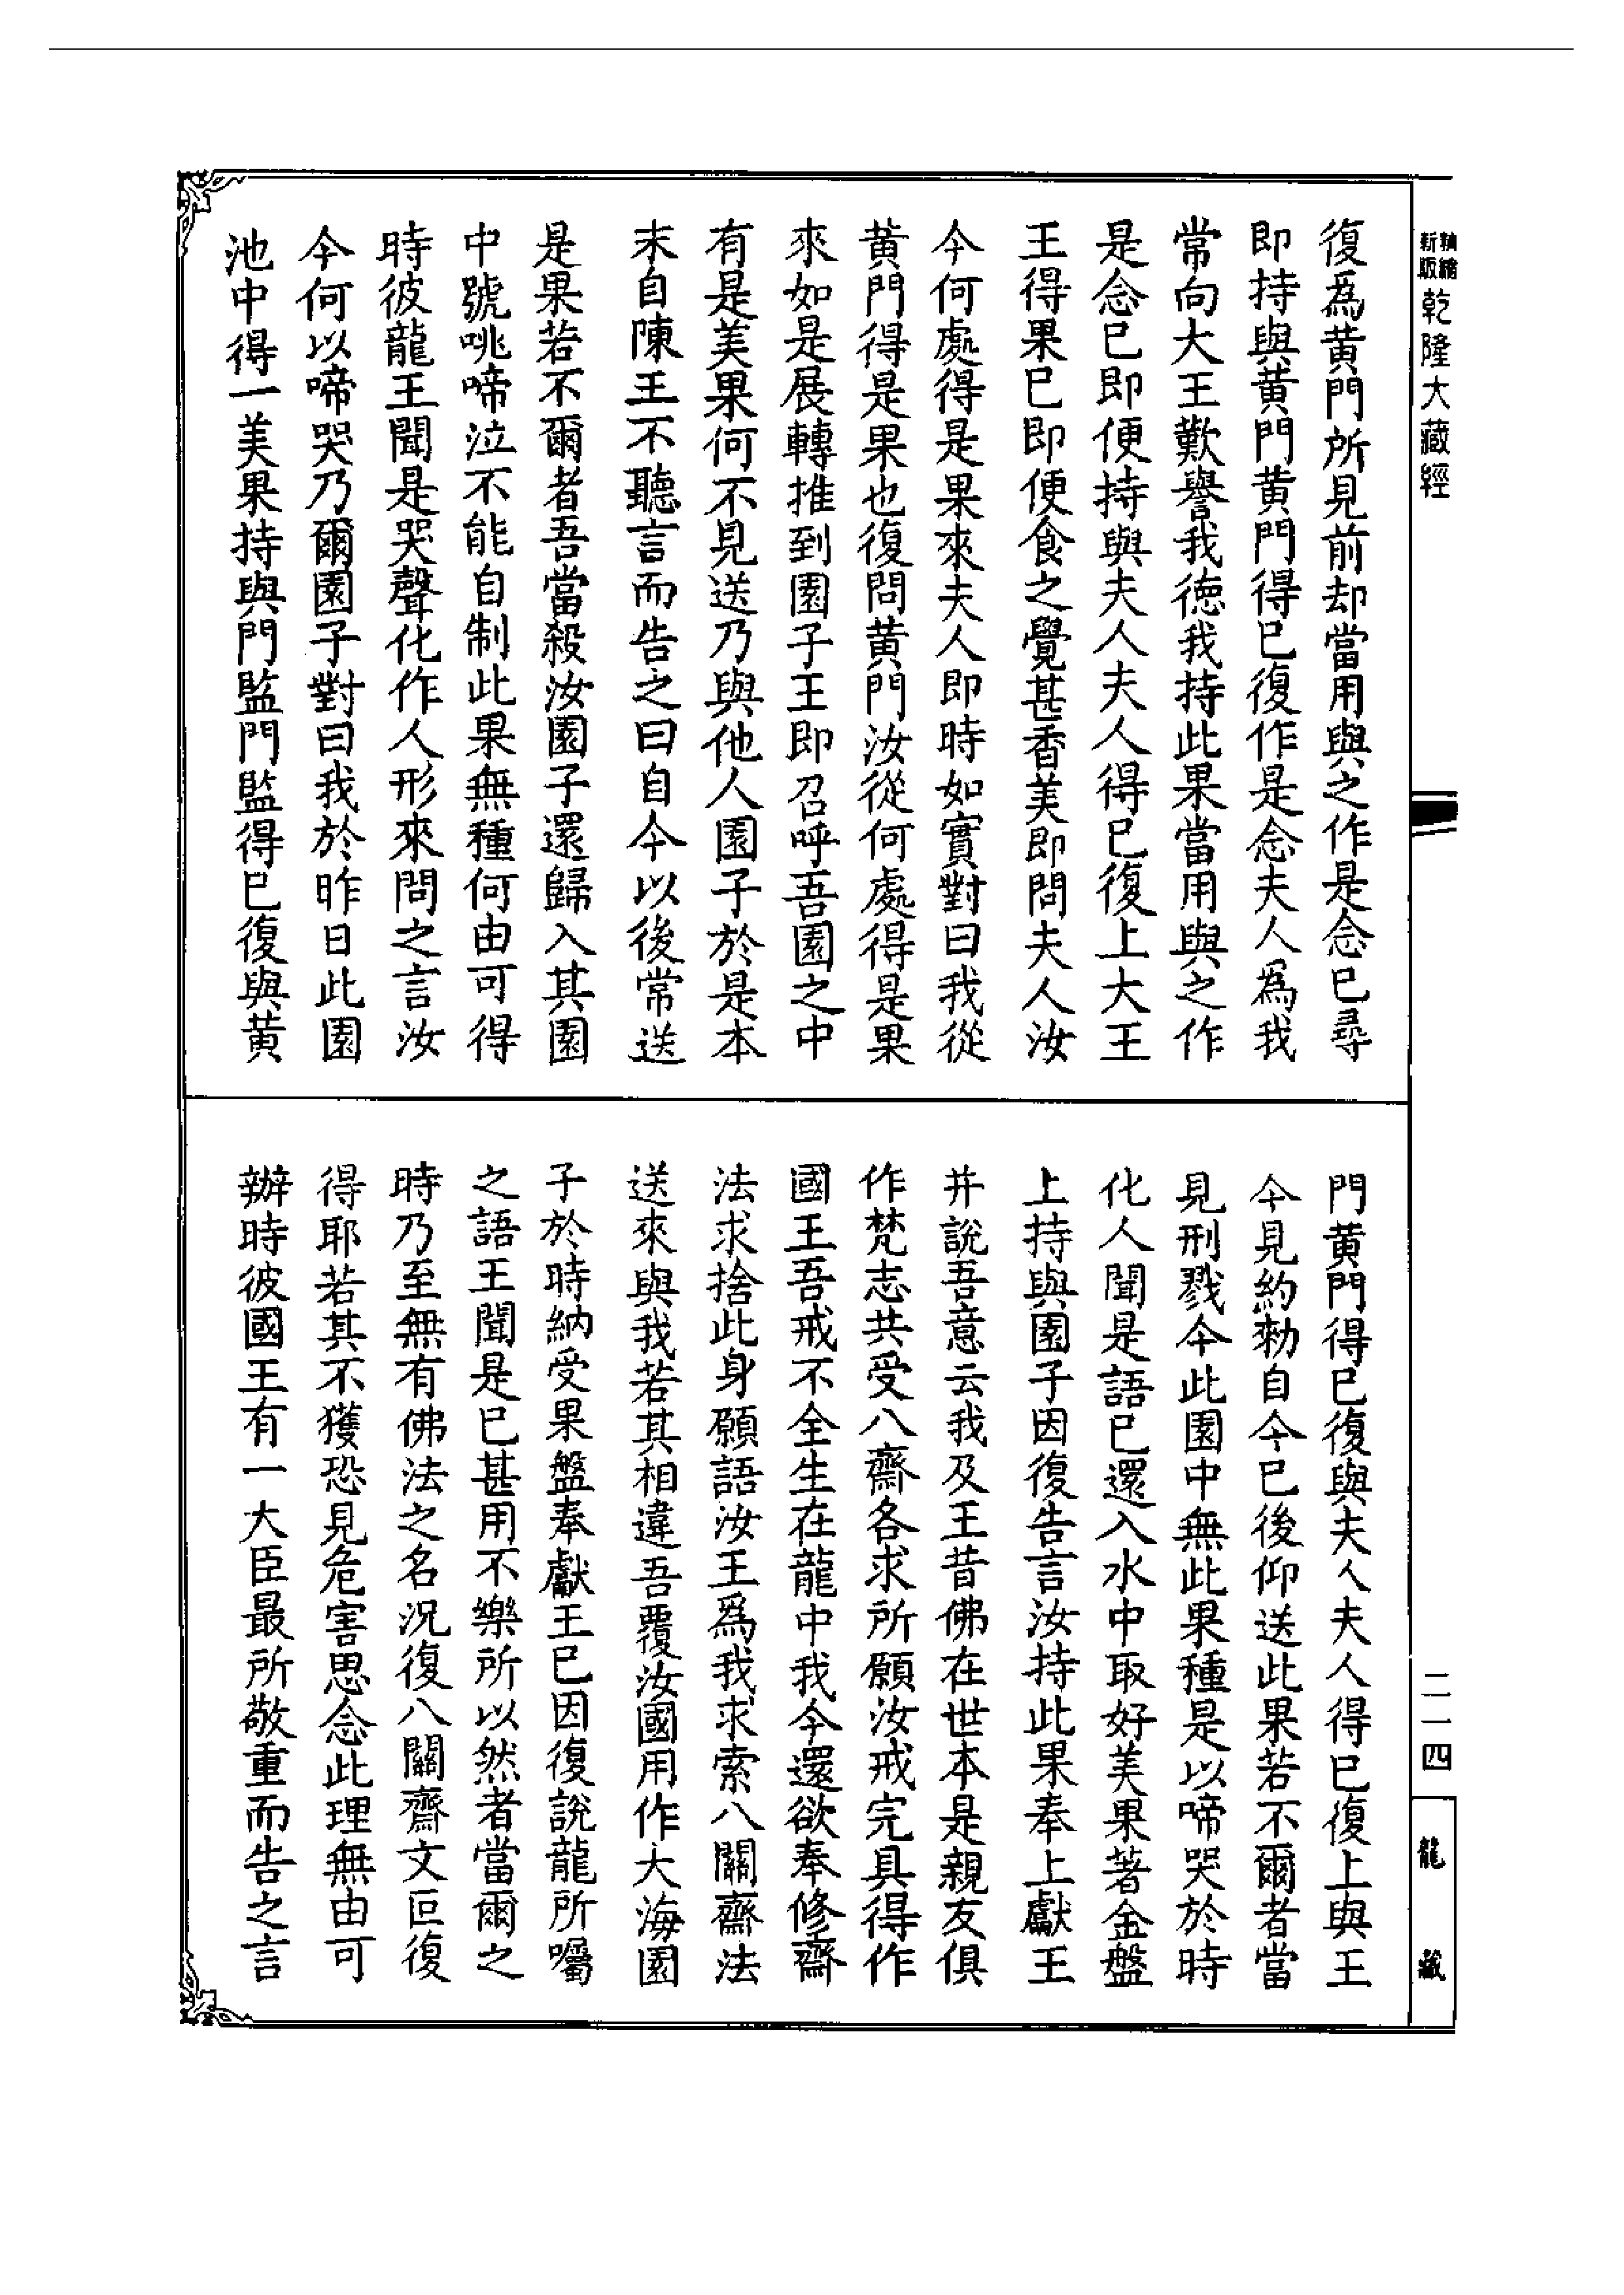 新縮
新版
乾隆大藏經
復為黃門所見前却當用與之作是念已尋
即持與黃門黃門得已復作是念夫人為我
常向大王歎譽我德我持此果當用與之作
是念已即便持與夫人夫人得已復上大王
王得果已即便食之覺甚香美即問夫人汝
今何處得是果來夫人即時如實對曰我從
黃門得是果也復問黃門汝從何處得是果
來如是展轉推到園子王即召呼吾園之中
有是美果何不見送乃與他人園子於是本
末自陳王不聽言而告之曰自今以後常送
是果若不爾者吾當殺汝園子還歸入其園
中號咷啼泣不能自制此果無種何由可得
時彼龍王聞是哭聲化作人形來問之言汝
今何以啼哭乃爾園子對曰我於昨日此園
池中得一美果持與門監門監得已復與黃
門黃門得已復與夫人夫人得已復上與王
今見約勑自今已後仰送此果若不爾者當
見刑戮今此園中無此果種是以啼哭於時
化人聞是語已還入水中取好美果著金盤
上持與園子因復告言汝持此果奉上獻王
并說吾意云我及王昔佛在世本是親友俱
作梵志共受八齋各求所願汝戒完具得作
國王吾戒不全生在龍中我今還欲奉修齋
法求捨此身願語汝王爲我求索八關齋法
送來與我若其相違吾覆汝國用作大海園
子於時納受果盤奉獻王已因復說龍所囑
之語王聞是已甚用不樂所以然者當爾之
時乃至無有佛法之名況復八關齋文叵復
得耶若其不獲恐見危害思念此理無由可
辦時彼國王有一大臣最所敬重而告之言
二一四
龍藏